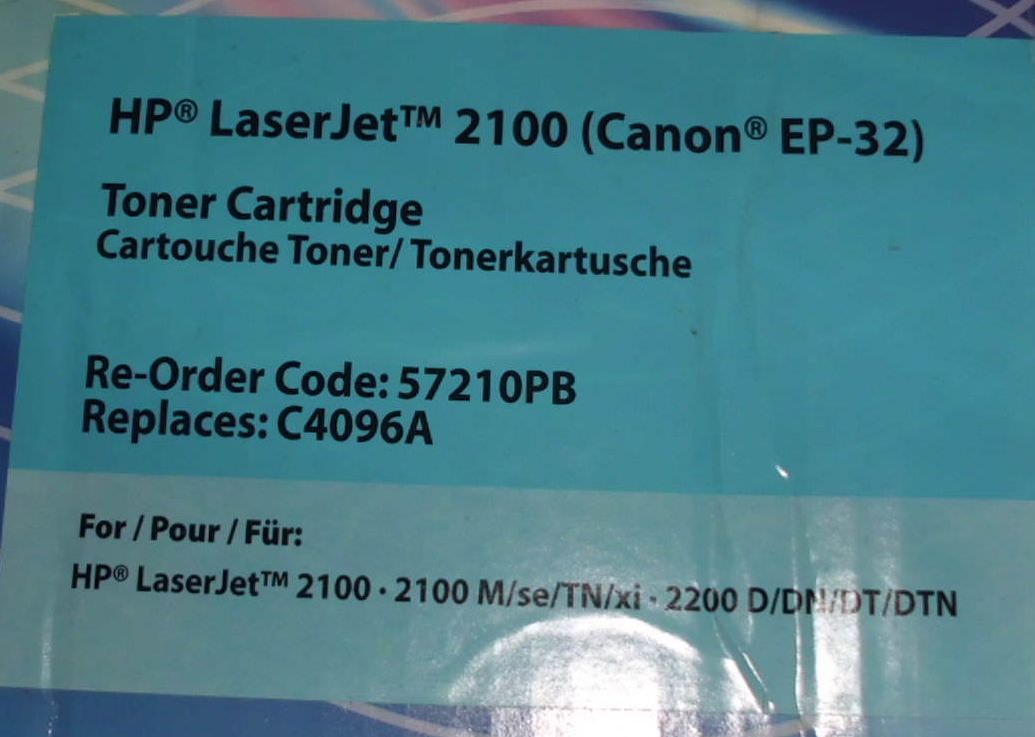 HP® LaserJet™ 2100 (Canon® EP-32)
Toner Cartridge
Cartouche Toner/ Tonerkartusche
Re-Order Code: 57210PB
Replaces: C4096A
For / Pour / Für:
HP® LaserJet™ 2100 · 2100 M/se/TN/xi · 2200 D/DN/DT/DTN